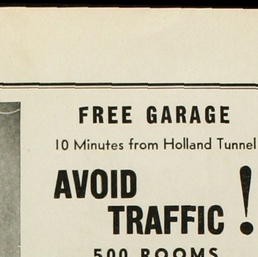 FREE GARAGE
10 Minutes from Holland Tunnel
AVOID
TRAFFIC!
500 ROOMS